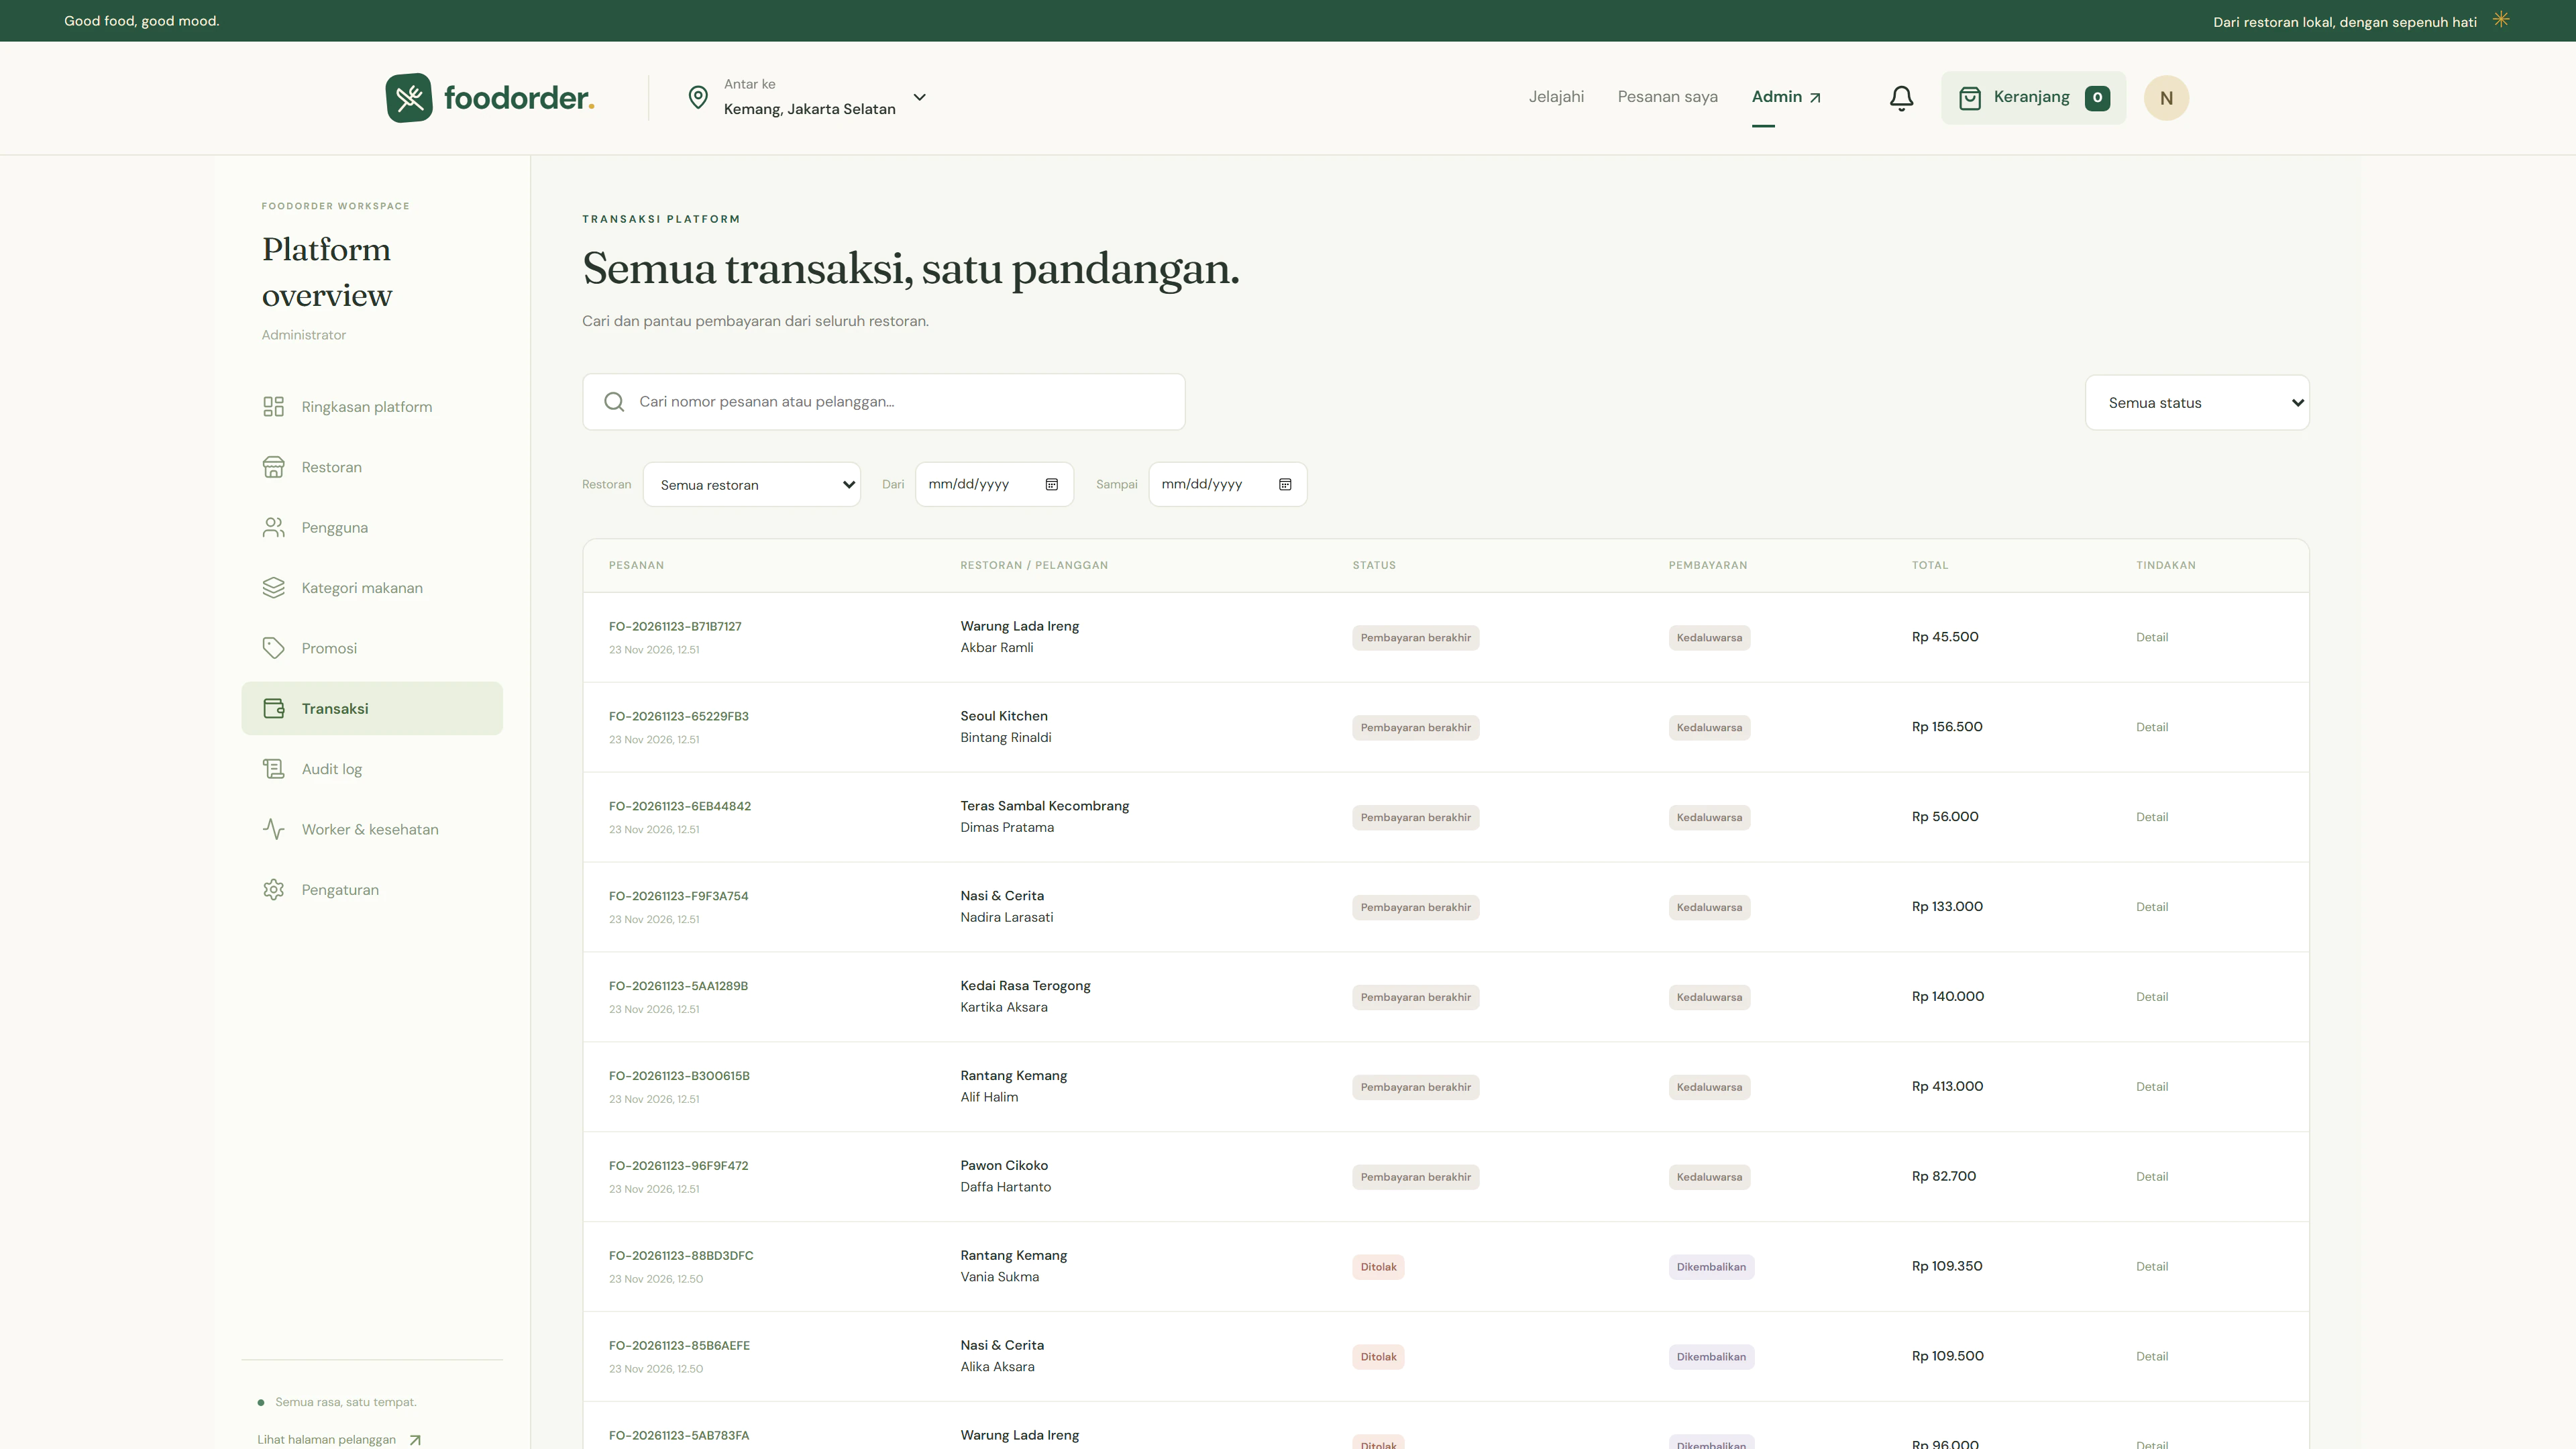 Good food, good mood.
Dari restoran lokal, dengan sepenuh hati
foodorder.
Antar ke
Kemang, Jakarta Selatan
Jelajahi
Pesanan saya
Admin
Keranjang 0
N
FOODORDER WORKSPACE
Platform
overview
Administrator
Ringkasan platform
Restoran
Pengguna
Kategori makanan
Promosi
Transaksi
Audit log
Worker & kesehatan
Pengaturan
Semua rasa, satu tempat.
Lihat halaman pelanggan
TRANSAKSI PLATFORM
Semua transaksi, satu pandangan.
Cari dan pantau pembayaran dari seluruh restoran.
Cari nomor pesanan atau pelanggan...
Semua status
Restoran Semua restoran Dari mm/dd/yyyy Sampai mm/dd/yyyy
PESANAN RESTORAN / PELANGGAN STATUS PEMBAYARAN TOTAL TINDAKAN
FO-20261123-B71B7127
23 Nov 2026, 12.51
Warung Lada Ireng
Akbar Ramli
Pembayaran berakhir
Kedaluwarsa
Rp 45.500
Detail
FO-20261123-65229FB3
23 Nov 2026, 12.51
Seoul Kitchen
Bintang Rinaldi
Pembayaran berakhir
Kedaluwarsa
Rp 156.500
Detail
FO-20261123-6EB44842
23 Nov 2026, 12.51
Teras Sambal Kecombrang
Dimas Pratama
Pembayaran berakhir
Kedaluwarsa
Rp 56.000
Detail
FO-20261123-F9F3A754
23 Nov 2026, 12.51
Nasi & Cerita
Nadira Larasati
Pembayaran berakhir
Kedaluwarsa
Rp 133.000
Detail
FO-20261123-5AA1289B
23 Nov 2026, 12.51
Kedai Rasa Terogong
Kartika Aksara
Pembayaran berakhir
Kedaluwarsa
Rp 140.000
Detail
FO-20261123-B300615B
23 Nov 2026, 12.51
Rantang Kemang
Alif Halim
Pembayaran berakhir
Kedaluwarsa
Rp 413.000
Detail
FO-20261123-96F9F472
23 Nov 2026, 12.51
Pawon Cikoko
Daffa Hartanto
Pembayaran berakhir
Kedaluwarsa
Rp 82.700
Detail
FO-20261123-88BD3DFC
23 Nov 2026, 12.50
Rantang Kemang
Vania Sukma
Ditolak
Dikembalikan
Rp 109.350
Detail
FO-20261123-85B6AEFE
23 Nov 2026, 12.50
Nasi & Cerita
Alika Aksara
Ditolak
Dikembalikan
Rp 109.500
Detail
FO-20261123-5AB783FA
Warung Lada Ireng
Ditolak
Dikembalikan
Rp 96.000
Detail